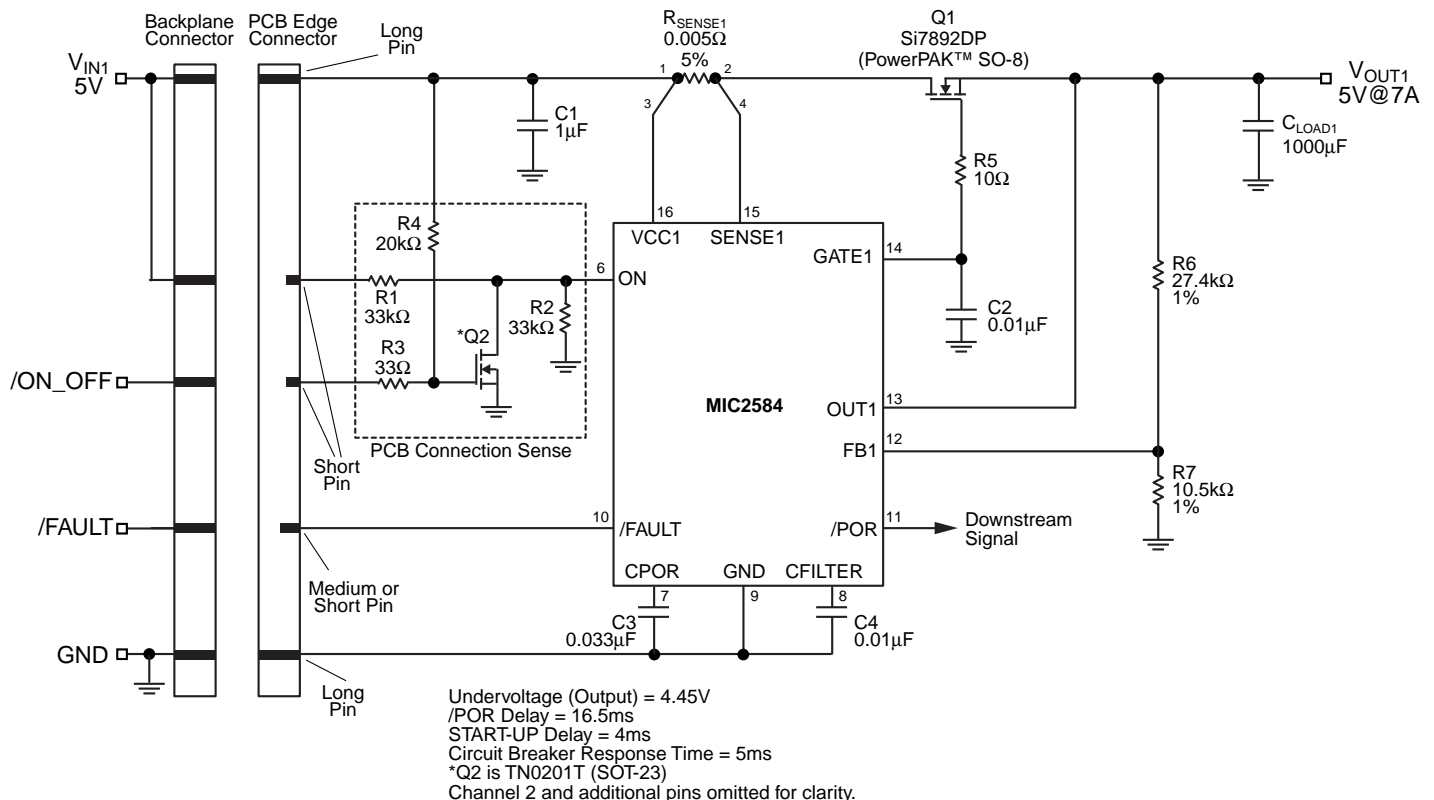 Backplane
Connector
PCB Edge
Connector
Long
Pin
RSENSE1
0.005Ω
5%
Q1
Si7892DP
(PowerPAK™ SO-8)
VIN1
5V
1
2
3
4
VOUT1
5V@7A
C1
1µF
CLOAD1
1000µF
R5
10Ω
R4
20kΩ
16
15
VCC1
SENSE1
GATE1
14
6
ON
R1
33kΩ
R2
33kΩ
*Q2
R3
33Ω
C2
0.01µF
R6
27.4kΩ
1%
/ON_OFF
MIC2584
OUT1
13
PCB Connection Sense
FB1
12
Short
Pin
R7
10.5kΩ
1%
/FAULT
10
/FAULT
/POR
11
Downstream
Signal
Medium or
Short Pin
CPOR
GND
CFILTER
7
9
8
C3
0.033µF
C4
0.01µF
GND
Long
Pin
Undervoltage (Output) = 4.45V
/POR Delay = 16.5ms
START-UP Delay = 4ms
Circuit Breaker Response Time = 5ms
*Q2 is TN0201T (SOT-23)
Channel 2 and additional pins omitted for clarity.